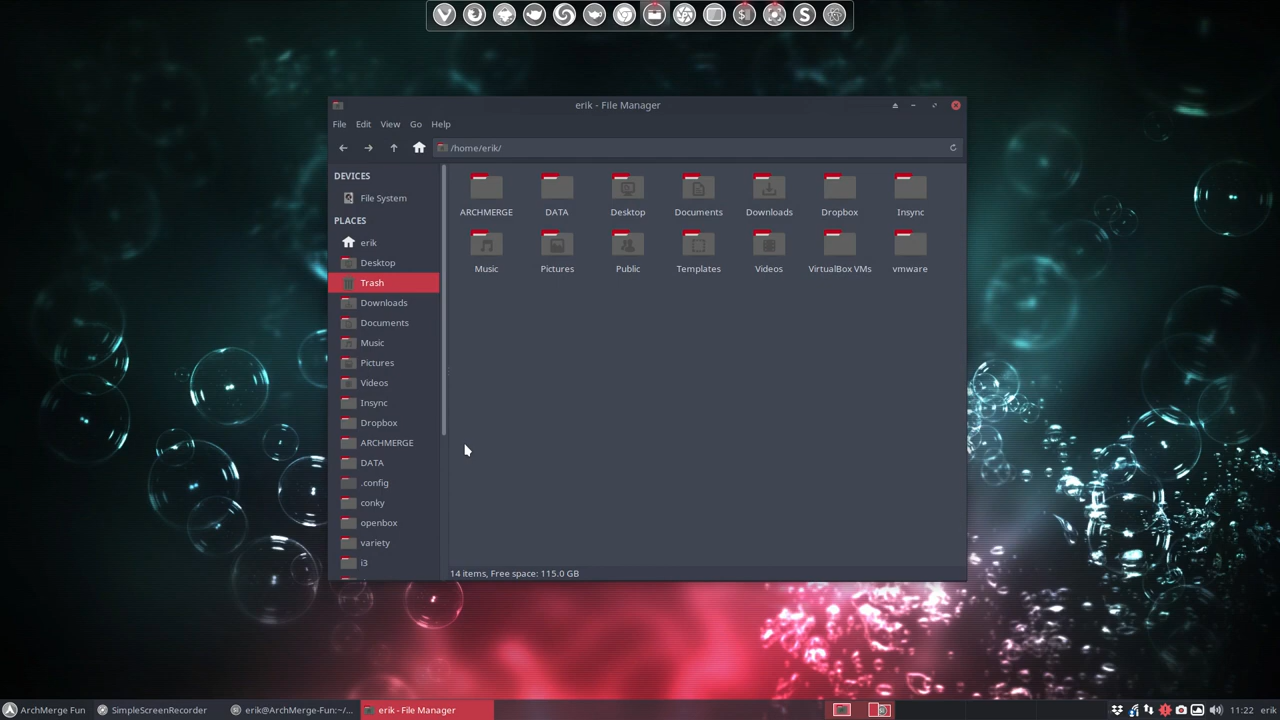 erik - File Manager
File Edit View Go Help
/home/erik/
DEVICES
File System
PLACES
erik
Desktop
Trash
Downloads
Documents
Music
Pictures
Videos
Insync
Dropbox
ARCHMERGE
DATA
.config
conky
openbox
variety
i3
ARCHMERGE DATA Desktop Documents Downloads Dropbox Insync
Music Pictures Public Templates Videos VirtualBox VMs vmware
14 items, Free space: 115.0 GB
ArchMerge Fun SimpleScreenRecorder erik@ArchMerge-Fun:~/... erik - File Manager 11:22 erik